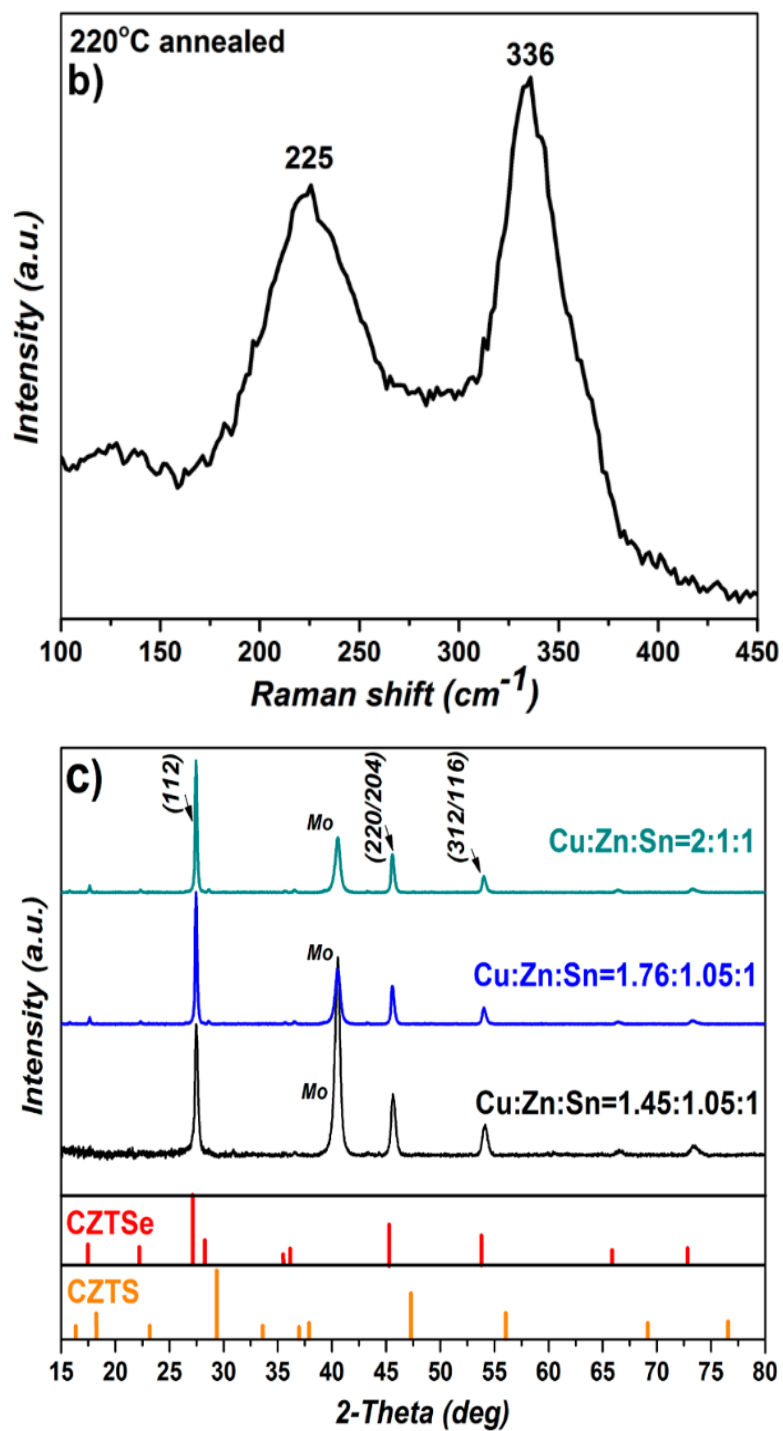 220°C annealed
b)
336
225
Intensity (a.u.)
100 150 200 250 300 350 400 450
Raman shift (cm⁻¹)
c)
(112)
Mo
(220/204)
(312/116)
Cu:Zn:Sn=2:1:1
Mo
Cu:Zn:Sn=1.76:1.05:1
Mo
Cu:Zn:Sn=1.45:1.05:1
Intensity (a.u.)
CZTSe
CZTS
15 20 25 30 35 40 45 50 55 60 65 70 75 80
2-Theta (deg)